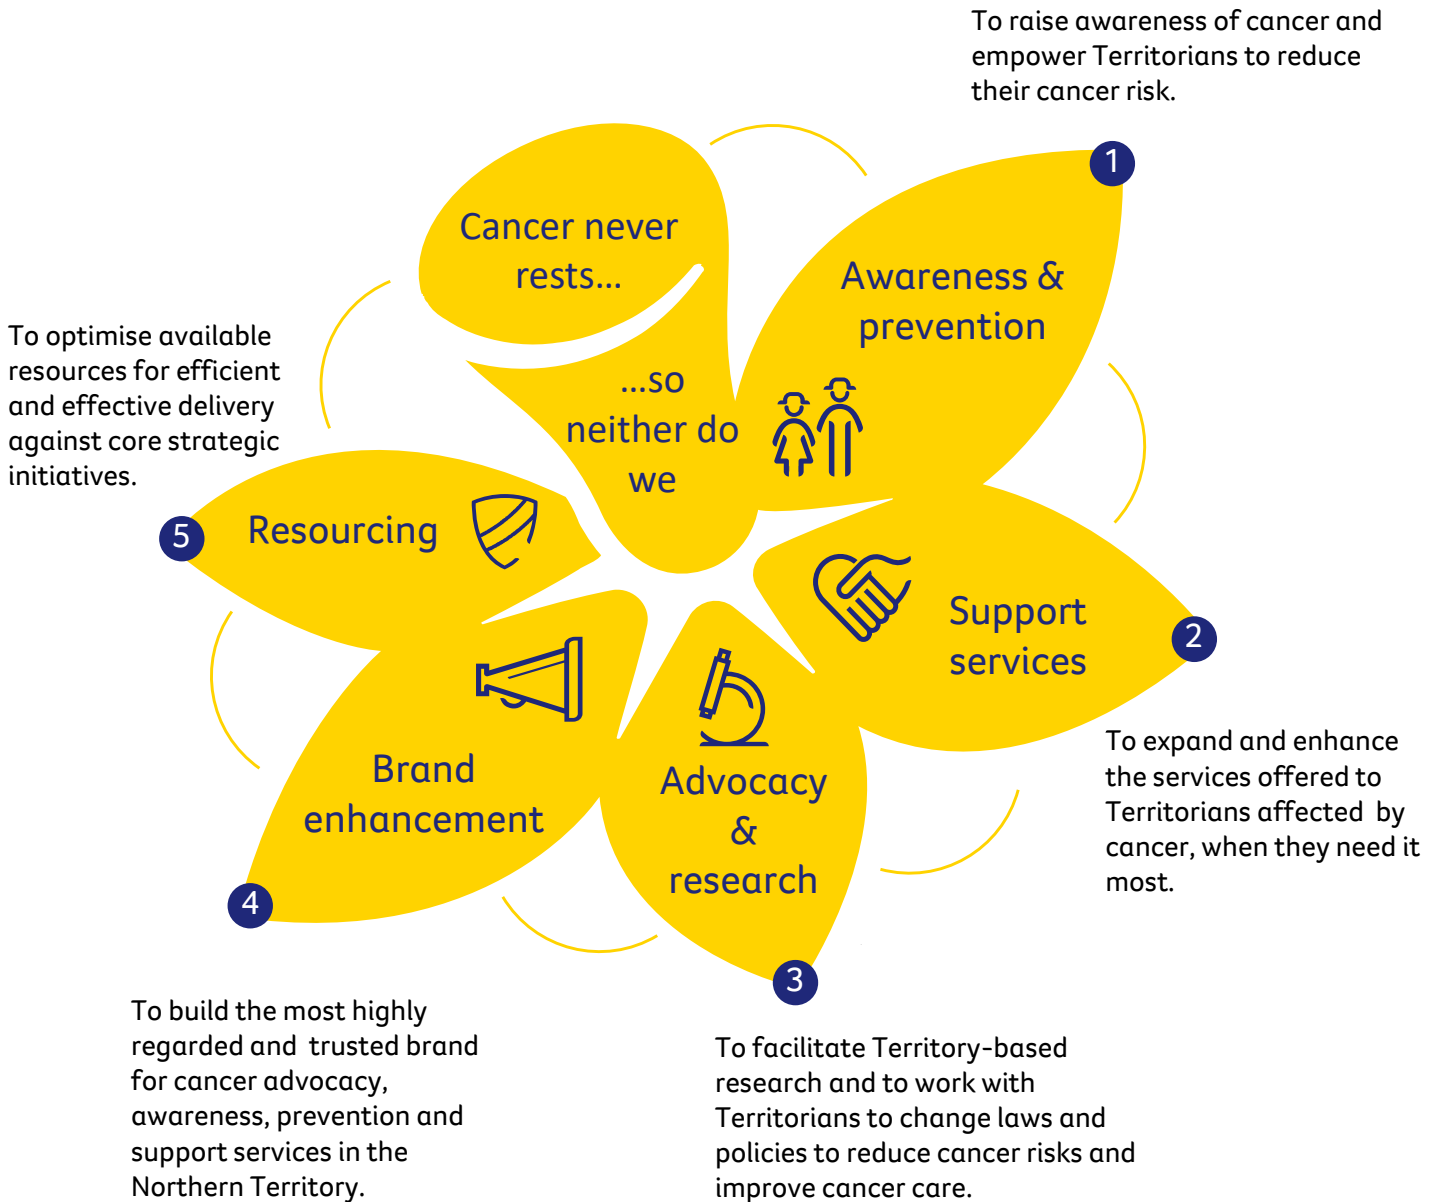 Cancer never
rests...
...so
neither do
we
To raise awareness of cancer and
empower Territorians to reduce
their cancer risk.
1
Awareness &
prevention
2
Support
services
To expand and enhance
the services offered to
Territorians affected by
cancer, when they need it
most.
3
Advocacy
&
research
To facilitate Territory-based
research and to work with
Territorians to change laws and
policies to reduce cancer risks and
improve cancer care.
4
Brand
enhancement
To build the most highly
regarded and trusted brand
for cancer advocacy,
awareness, prevention and
support services in the
Northern Territory.
5
Resourcing
To optimise available
resources for efficient
and effective delivery
against core strategic
initiatives.